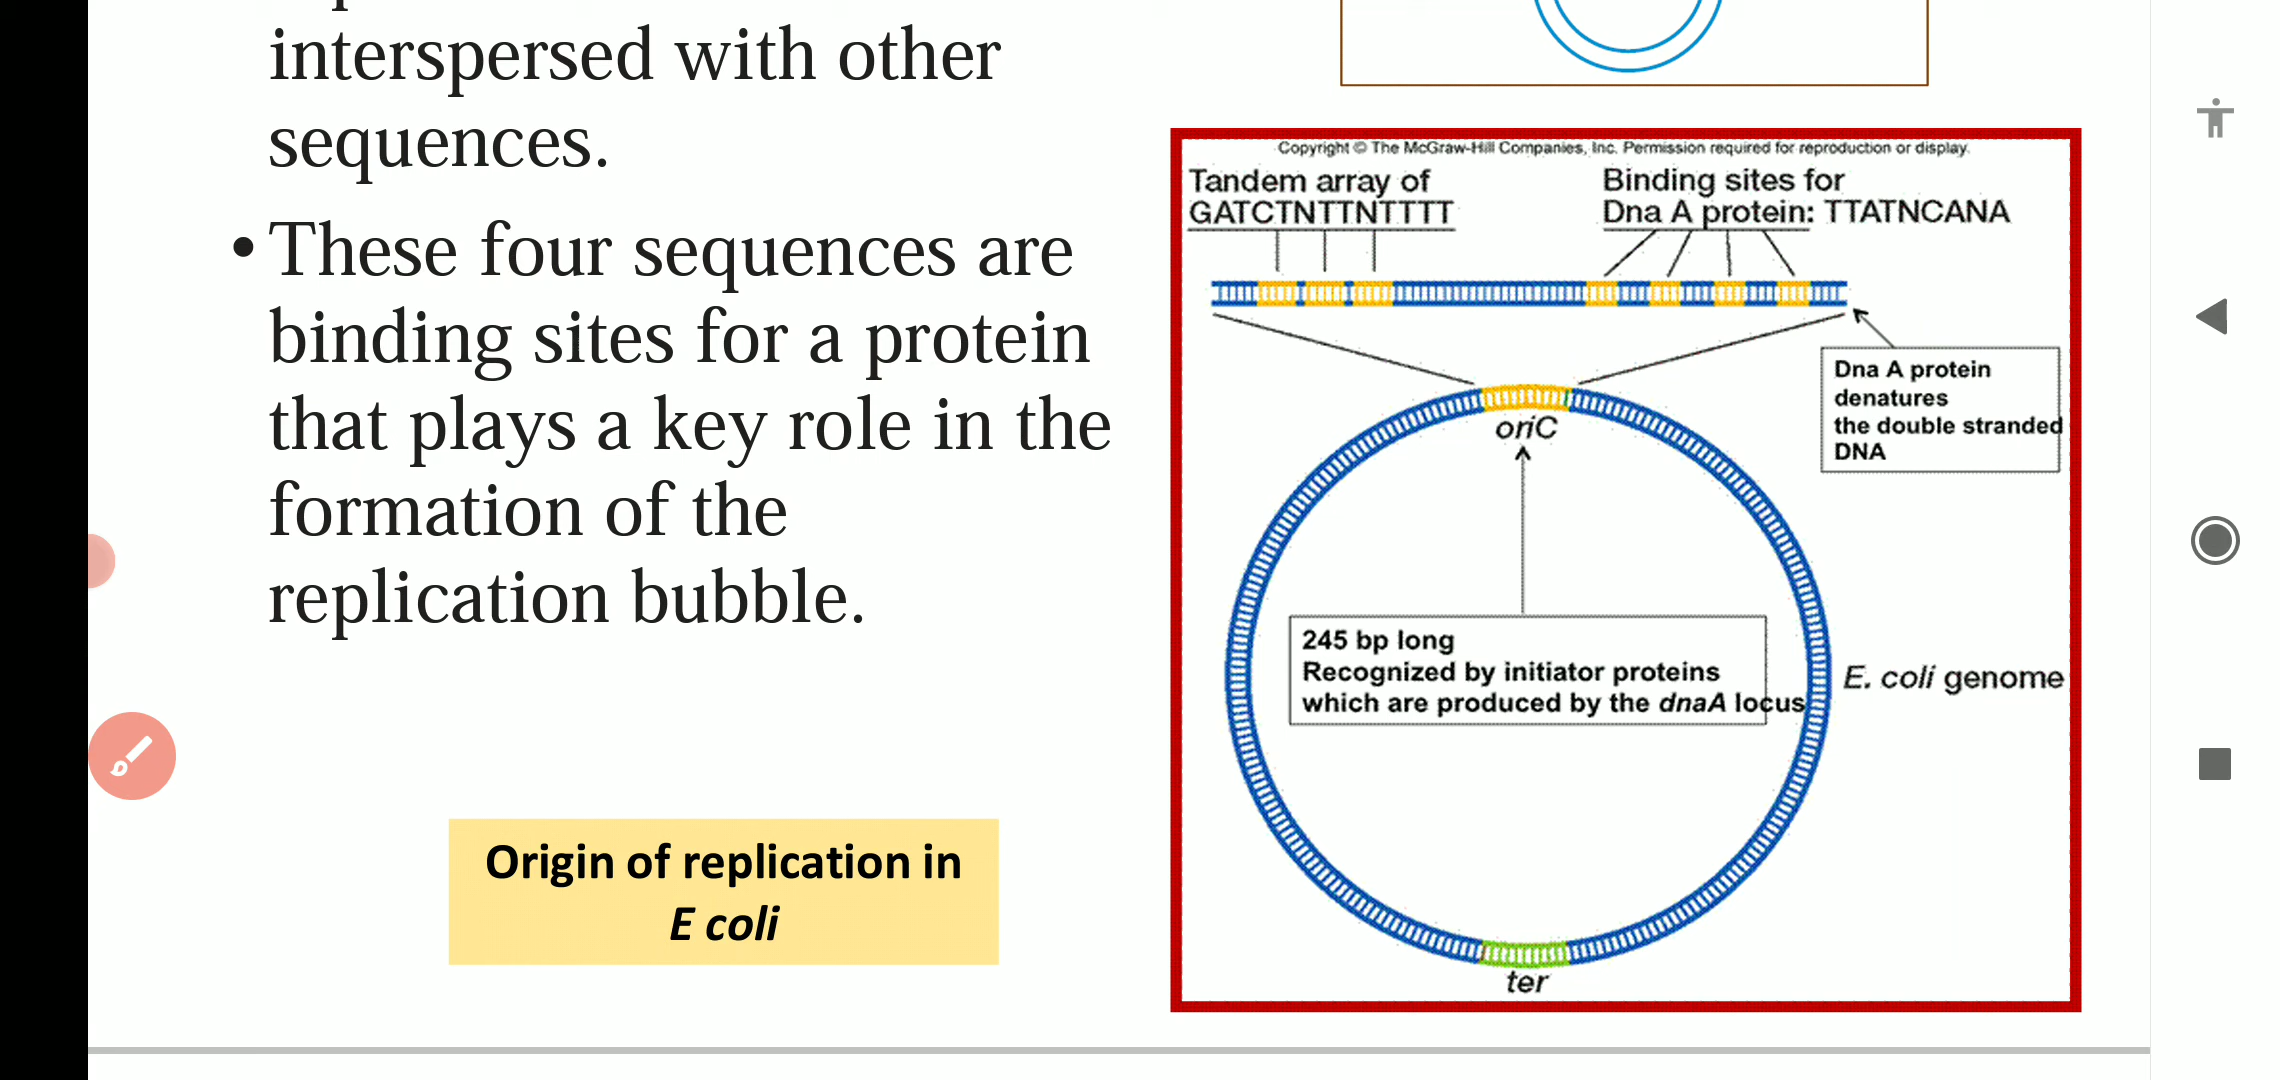 interspersed with other
sequences.
• These four sequences are
binding sites for a protein
that plays a key role in the
formation of the
replication bubble.
Origin of replication in
E coli
Copyright © The McGraw-Hill Companies, Inc. Permission required for reproduction or display.
Tandem array of
GATCTNTTNTTTT
Binding sites for
Dna A protein: TTATNCANA
Dna A protein
denatures
the double stranded
DNA
oriC
245 bp long
Recognized by initiator proteins
which are produced by the dnaA locus
E. coli genome
ter